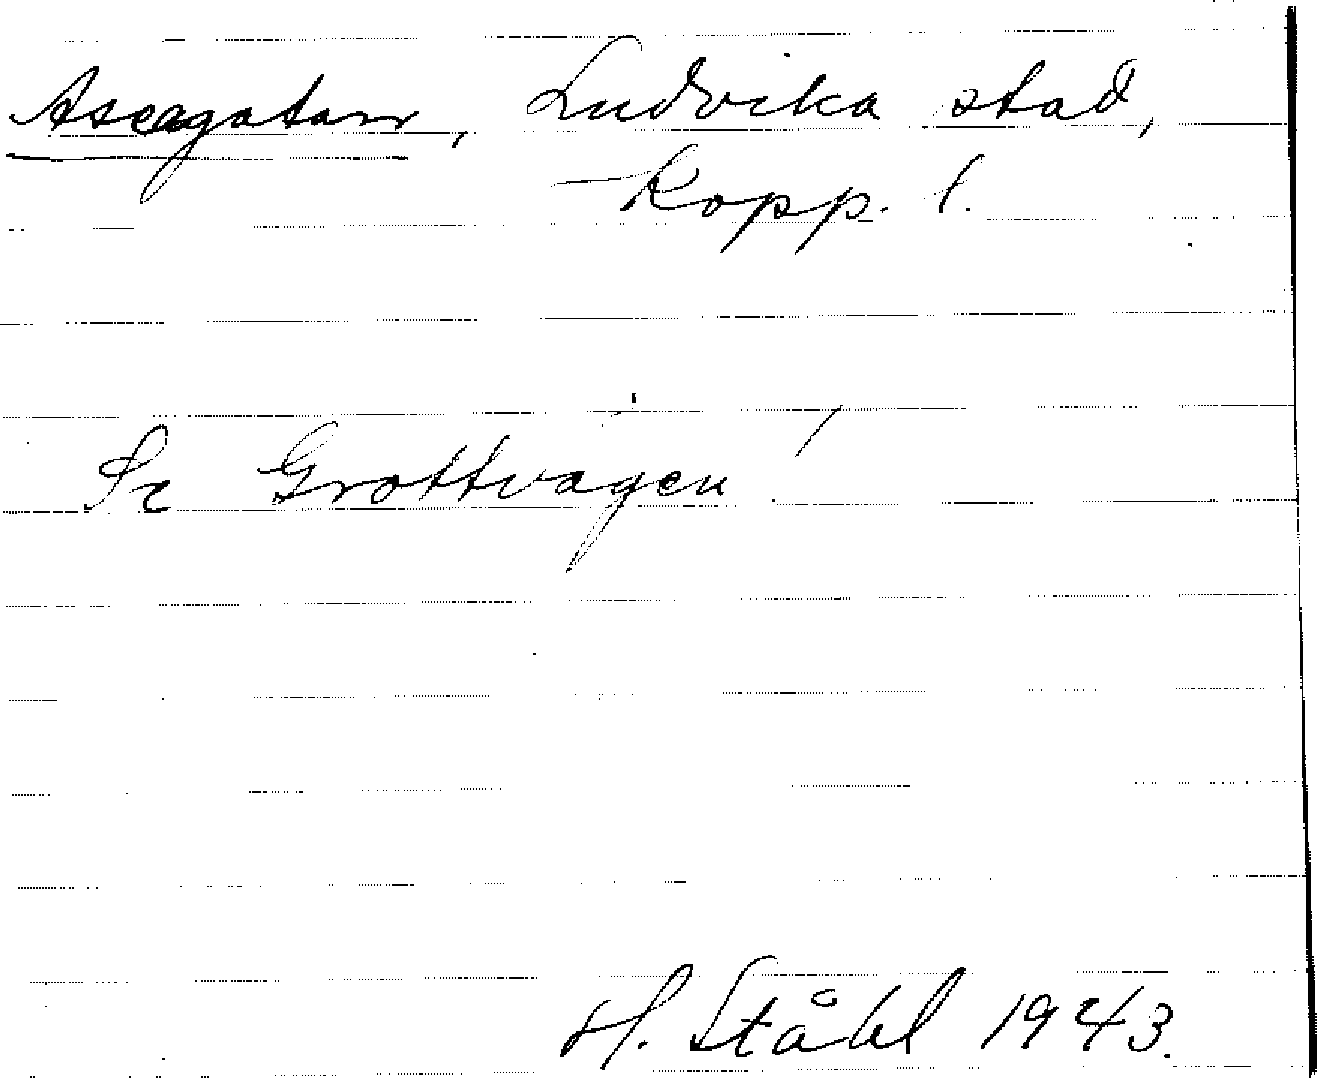 Aseagatan, Ludvika stad,
Kopp. l.
Se Grottvägen!
H. Ståhl 1943.